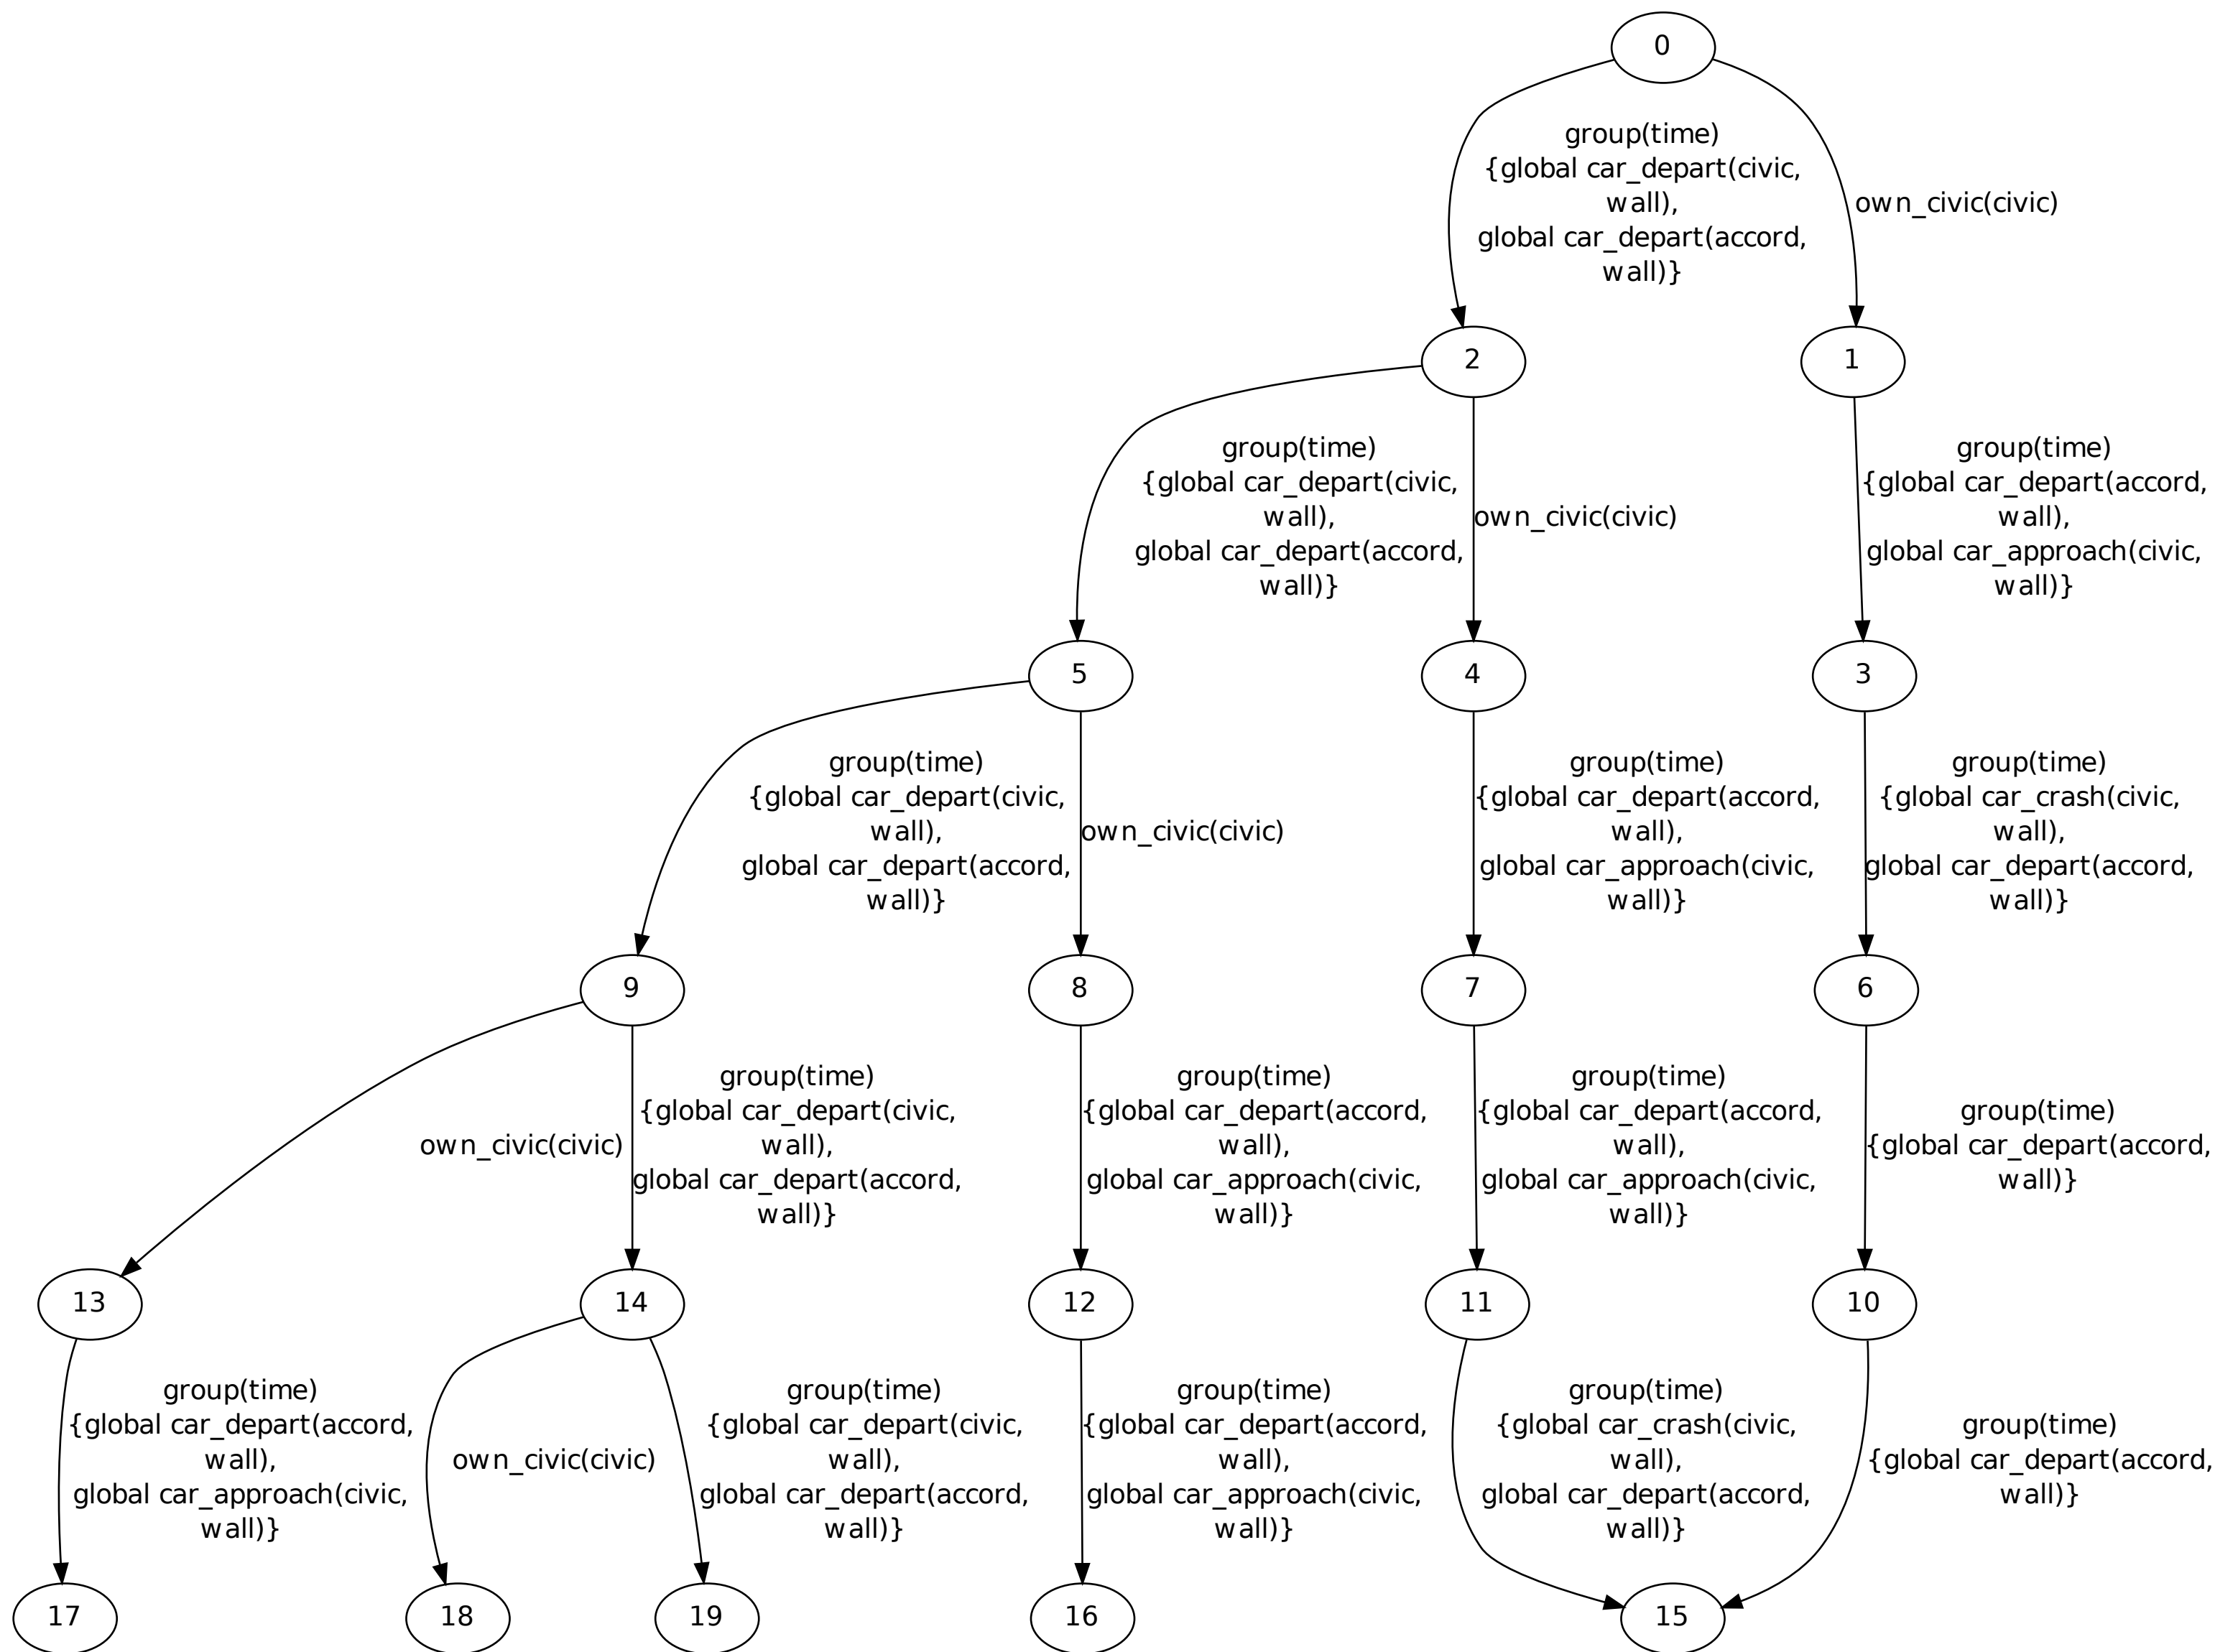 0
group(time)
{global car_depart(civic,
wall),
global car_depart(accord,
wall)}
own_civic(civic)
2
1
group(time)
{global car_depart(civic,
wall),
global car_depart(accord,
wall)}
own_civic(civic)
group(time)
{global car_depart(accord,
wall),
global car_approach(civic,
wall)}
5
4
3
group(time)
{global car_depart(civic,
wall),
global car_depart(accord,
wall)}
own_civic(civic)
group(time)
{global car_depart(accord,
wall),
global car_approach(civic,
wall)}
group(time)
{global car_crash(civic,
wall),
global car_depart(accord,
wall)}
9
8
7
6
own_civic(civic)
group(time)
{global car_depart(civic,
wall),
global car_depart(accord,
wall)}
group(time)
{global car_depart(accord,
wall),
global car_approach(civic,
wall)}
group(time)
{global car_depart(accord,
wall),
global car_approach(civic,
wall)}
group(time)
{global car_depart(accord,
wall)}
13
14
12
11
10
group(time)
{global car_depart(accord,
wall),
global car_approach(civic,
wall)}
own_civic(civic)
group(time)
{global car_depart(civic,
wall),
global car_depart(accord,
wall)}
group(time)
{global car_depart(accord,
wall),
global car_approach(civic,
wall)}
group(time)
{global car_crash(civic,
wall),
global car_depart(accord,
wall)}
group(time)
{global car_depart(accord,
wall)}
17
18
19
16
15